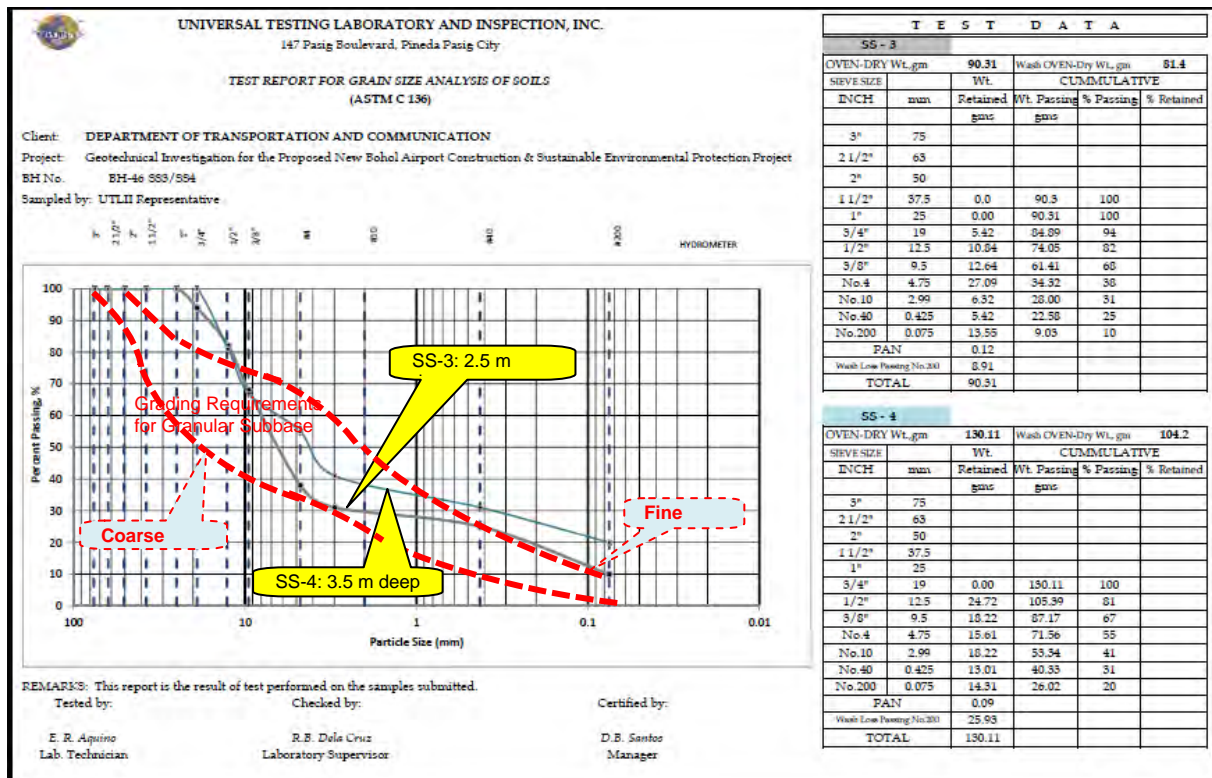 UNIVERSAL TESTING LABORATORY AND INSPECTION, INC.
147 Pasig Boulevard, Pineda Pasig City
TEST REPORT FOR GRAIN SIZE ANALYSIS OF SOILS
(ASTM C 136)
Client: DEPARTMENT OF TRANSPORTATION AND COMMUNICATION
Project: Geotechnical Investigation for the Proposed New Bohol Airport Construction & Sustainable Environmental Protection Project
BH No. BH-46 SS3/SS4
Sampled by: UTLII Representative
3" 2 1/2" 2" 1 1/2" 1" 3/4" 1/2" 3/8" #4 #10 #40 #200 HYDROMETER
Percent Passing, %
100
90
80
70
60
50
40
30
20
10
0
Grading Requirements
for Granular Subbase
SS-3: 2.5 m
Coarse
Fine
SS-4: 3.5 m deep
100 10 1 0.1 0.01
Particle Size (mm)
REMARKS: This report is the result of test performed on the samples submitted.
Tested by: Checked by: Certified by:
E. R. Aquino R.B. Dela Cruz D.B. Santos
Lab. Technician Laboratory Supervisor Manager
TEST DATA
SS - 3
OVEN-DRY Wt.,gm 90.31 Wash OVEN-Dry Wt., gm 81.4
SIEVE SIZE Wt. CUMMULATIVE
INCH mm Retained Wt. Passing % Passing % Retained
gms gms
3" 75
2 1/2" 63
2" 50
1 1/2" 37.5 0.0 90.3 100
1" 25 0.00 90.31 100
3/4" 19 5.42 84.89 94
1/2" 12.5 10.84 74.05 82
3/8" 9.5 12.64 61.41 68
No.4 4.75 27.09 34.32 38
No.10 2.99 6.32 28.00 31
No.40 0.425 5.42 22.58 25
No.200 0.075 13.55 9.03 10
PAN 0.12
Wash Loss Passing No.200 8.91
TOTAL 90.31
SS - 4
OVEN-DRY Wt.,gm 130.11 Wash OVEN-Dry Wt., gm 104.2
SIEVE SIZE Wt. CUMMULATIVE
INCH mm Retained Wt. Passing % Passing % Retained
gms gms
3" 75
2 1/2" 63
2" 50
1 1/2" 37.5
1" 25
3/4" 19 0.00 130.11 100
1/2" 12.5 24.72 105.39 81
3/8" 9.5 18.22 87.17 67
No.4 4.75 15.61 71.56 55
No.10 2.99 18.22 53.34 41
No.40 0.425 13.01 40.33 31
No.200 0.075 14.31 26.02 20
PAN 0.09
Wash Loss Passing No.200 25.93
TOTAL 130.11